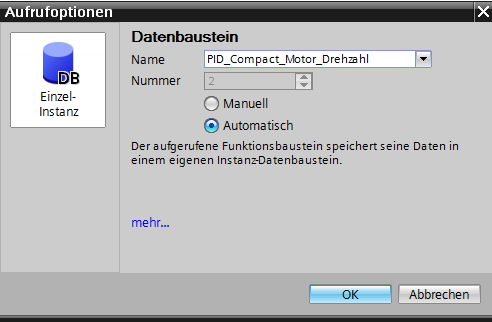 Aufrufoptionen
Datenbaustein
Name PID_Compact_Motor_Drehzahl
Nummer 2
DB
Einzel-
Instanz
Manuell
Automatisch
Der aufgerufene Funktionsbaustein speichert seine Daten in
einem eigenen Instanz-Datenbaustein.
mehr...
OK Abbrechen